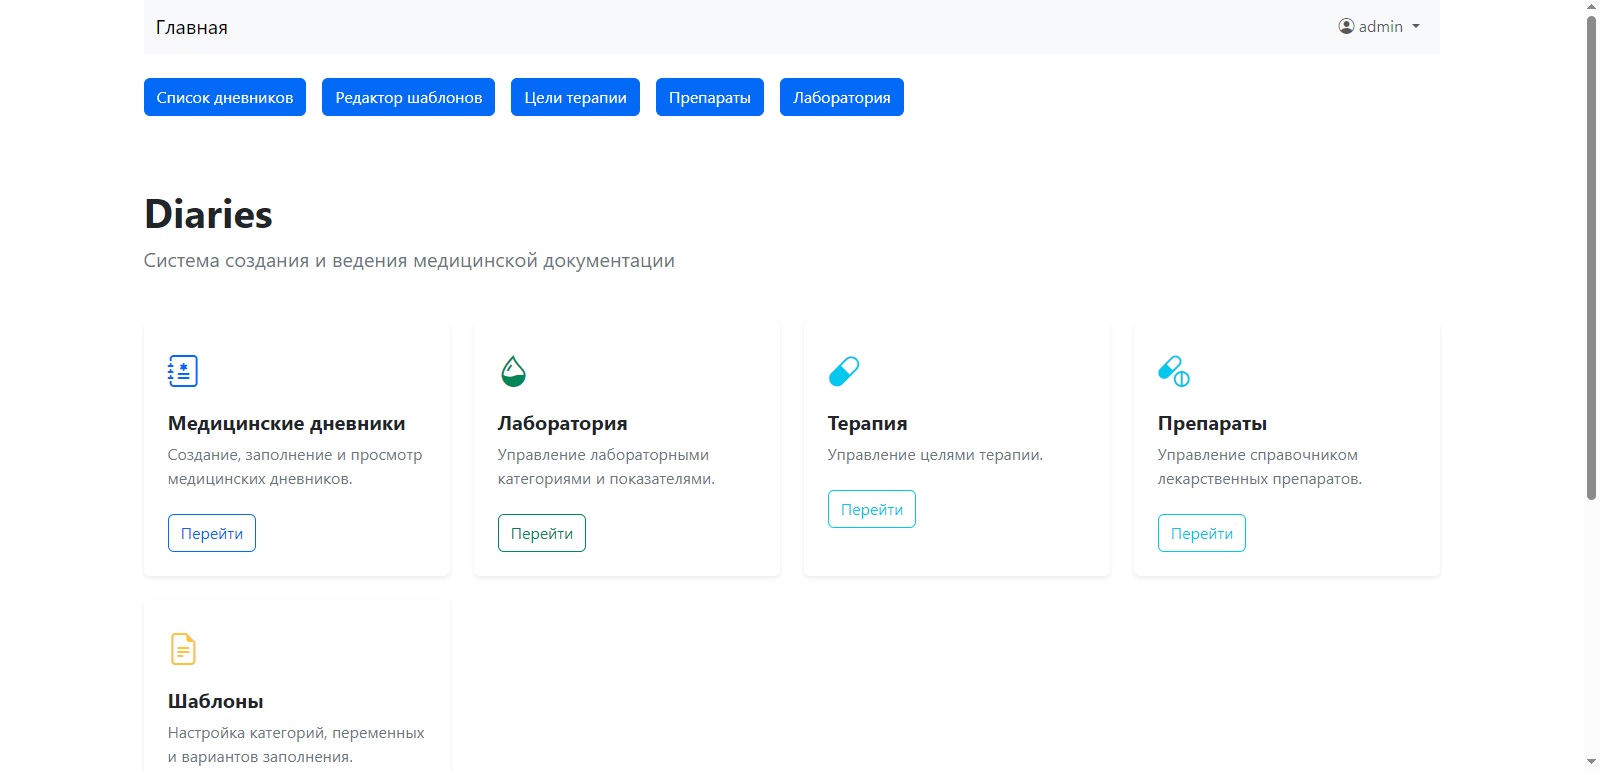 Главная
admin
Список дневников
Редактор шаблонов
Цели терапии
Препараты
Лаборатория
Diaries
Система создания и ведения медицинской документации
Медицинские дневники
Создание, заполнение и просмотр
медицинских дневников.
Перейти
Лаборатория
Управление лабораторными
категориями и показателями.
Перейти
Терапия
Управление целями терапии.
Перейти
Препараты
Управление справочником
лекарственных препаратов.
Перейти
Шаблоны
Настройка категорий, переменных
и вариантов заполнения.